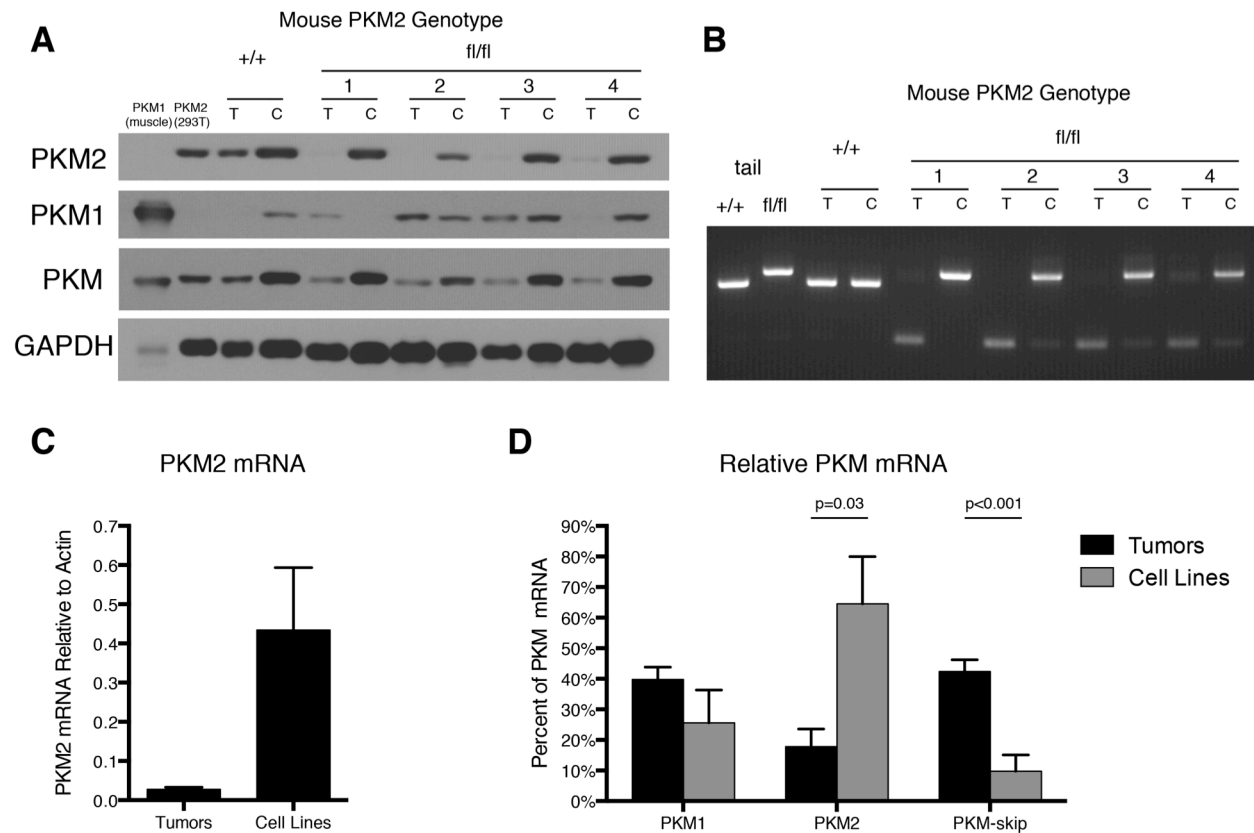 A
Mouse PKM2 Genotype
+/+
fl/fl
1 2 3 4
PKM1 (muscle)
PKM2 (293T)
T C T C T C T C T C
PKM2
PKM1
PKM
GAPDH
B
Mouse PKM2 Genotype
tail
+/+
fl/fl
1 2 3 4
+/+ fl/fl T C T C T C T C T C
C
PKM2 mRNA
PKM2 mRNA Relative to Actin
0.7
0.6
0.5
0.4
0.3
0.2
0.1
0.0
Tumors Cell Lines
D
Relative PKM mRNA
p=0.03 p<0.001
Percent of PKM mRNA
90%
80%
70%
60%
50%
40%
30%
20%
10%
0%
PKM1 PKM2 PKM-skip
Tumors
Cell Lines